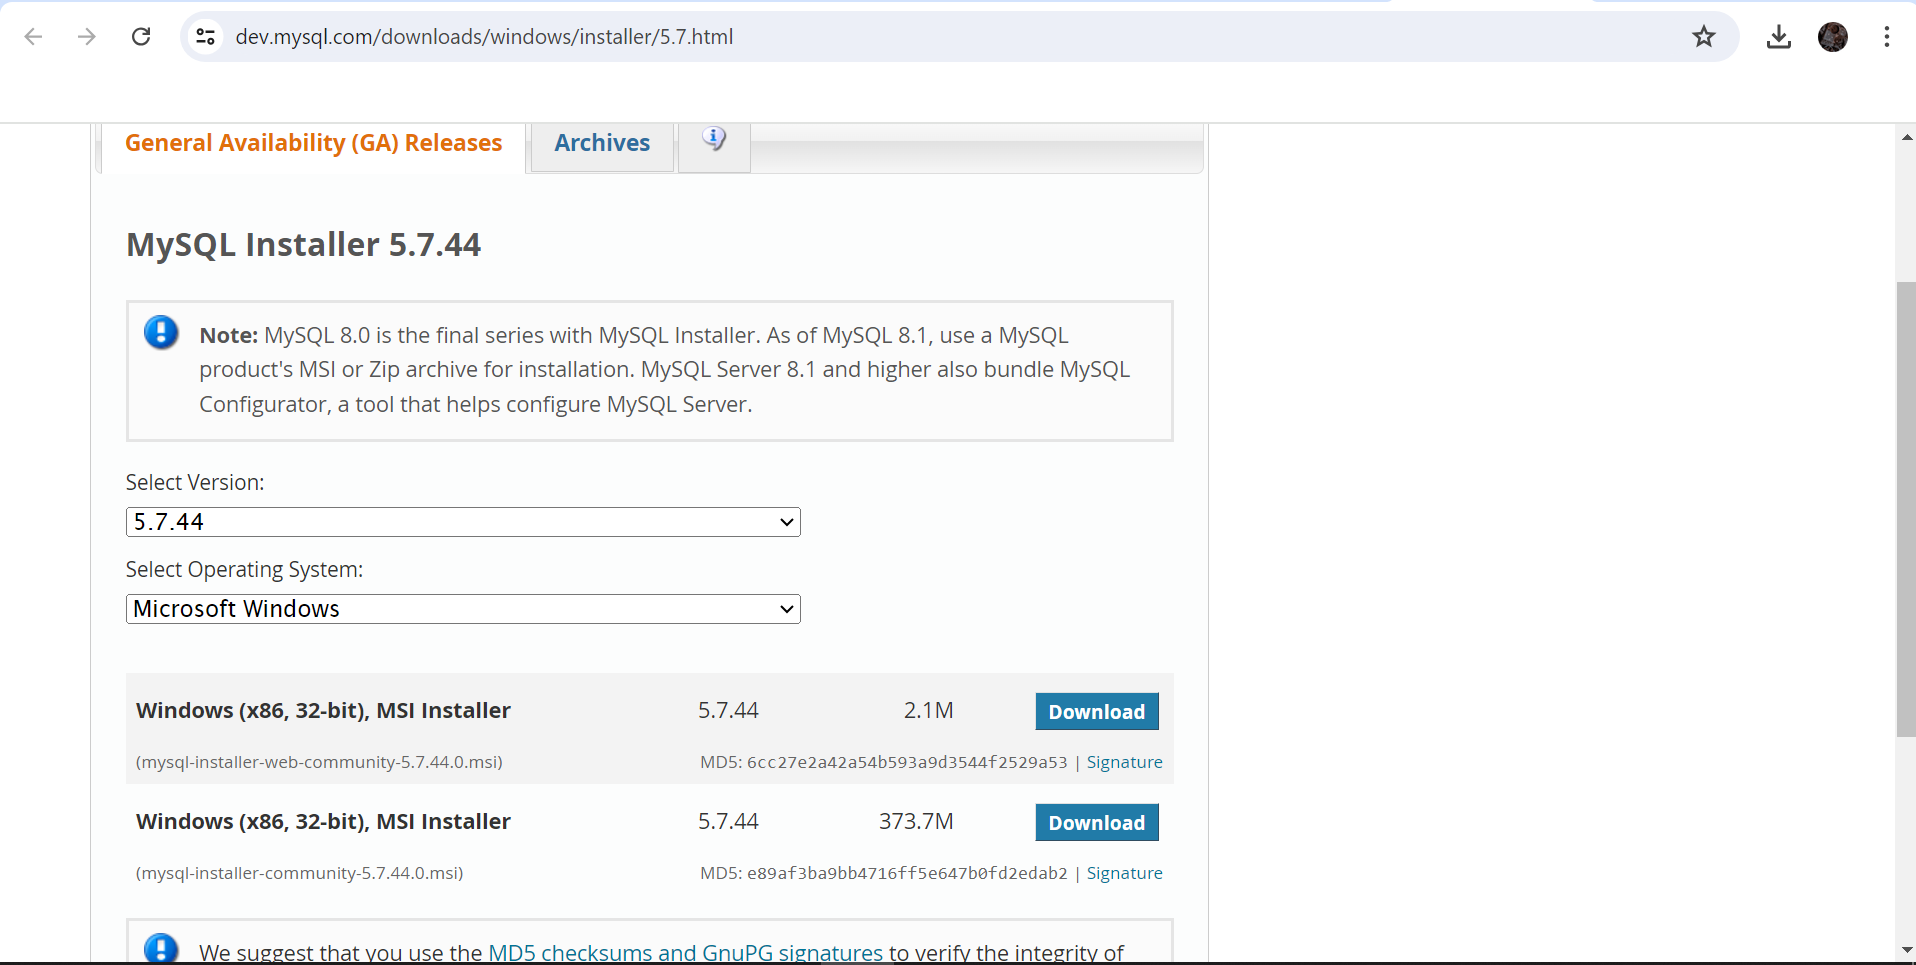 dev.mysql.com/downloads/windows/installer/5.7.html
General Availability (GA) Releases
Archives
MySQL Installer 5.7.44
Note: MySQL 8.0 is the final series with MySQL Installer. As of MySQL 8.1, use a MySQL
product's MSI or Zip archive for installation. MySQL Server 8.1 and higher also bundle MySQL
Configurator, a tool that helps configure MySQL Server.
Select Version:
5.7.44
Select Operating System:
Microsoft Windows
Windows (x86, 32-bit), MSI Installer 5.7.44 2.1M Download
(mysql-installer-web-community-5.7.44.0.msi) MD5: 6cc27e2a42a54b593a9d3544f2529a53 | Signature
Windows (x86, 32-bit), MSI Installer 5.7.44 373.7M Download
(mysql-installer-community-5.7.44.0.msi) MD5: e89af3ba9bb4716ff5e647b0fd2edab2 | Signature
We suggest that you use the MD5 checksums and GnuPG signatures to verify the integrity of